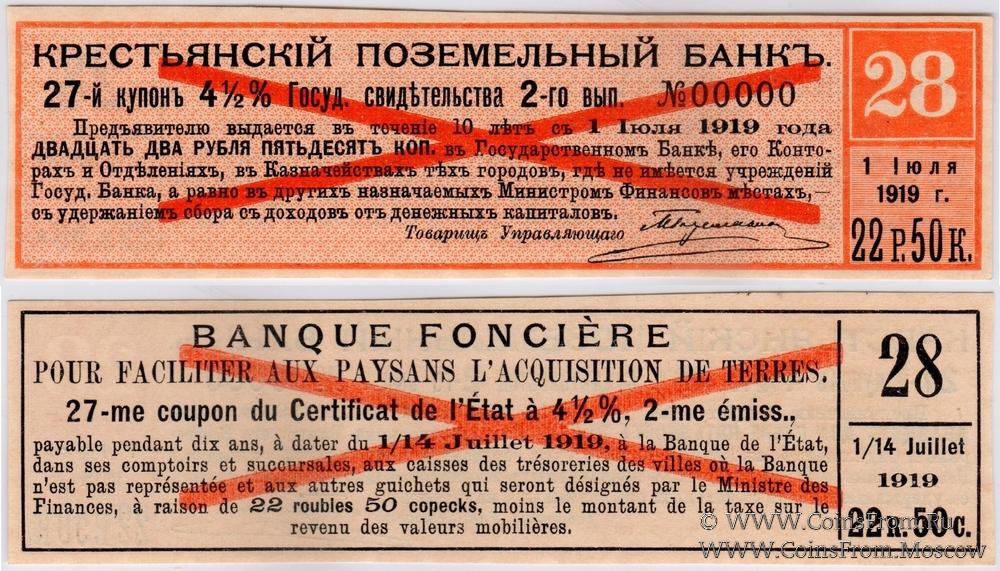 КРЕСТЬЯНСКІЙ ПОЗЕМЕЛЬНЫЙ БАНКЪ.
27-й купонъ 4½% Госуд. свидѣтельства 2-го вып. №00000
Предъявителю выдается въ теченіе 10 лѣтъ съ 1 Іюля 1919 года
ДВАДЦАТЬ ДВА РУБЛЯ ПЯТЬДЕСЯТЪ КОП. въ Государственномъ Банкѣ, его Конто-
рахъ и Отдѣленіяхъ, въ Казначействахъ тѣхъ городовъ, гдѣ не имѣется учрежденій
Госуд. Банка, а равно въ другихъ назначаемыхъ Министромъ Финансовъ мѣстахъ,—
съ удержаніемъ сбора съ доходовъ отъ денежныхъ капиталовъ.
Товарищъ Управляющаго
28
1 Іюля
1919 г.
22 Р. 50 К.
BANQUE FONCIÈRE
POUR FACILITER AUX PAYSANS L'ACQUISITION DE TERRES.
27-me coupon du Certificat de l'État à 4½%, 2-me émiss.,
payable pendant dix ans, à dater du 1/14 Juillet 1919, à la Banque de l'État,
dans ses comptoirs et succursales, aux caisses des trésoreries des villes où la Banque
n'est pas représentée et aux autres guichets qui seront désignés par le Ministre des
Finances, à raison de 22 roubles 50 copecks, moins le montant de la taxe sur le
revenu des valeurs mobilières.
28
1/14 Juillet
1919
22 R. 50 C.
© WWW.CoinsFrom.Ru
WWW.CoinsFrom.Moscow